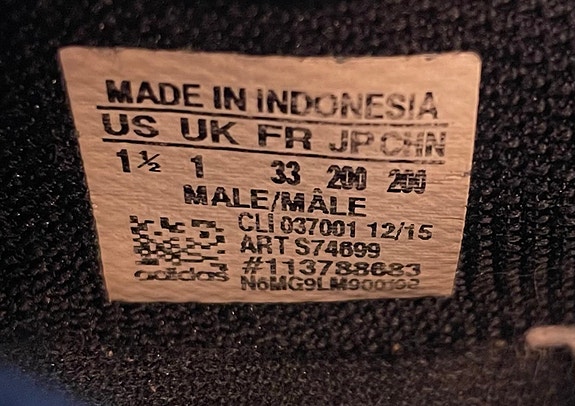 MADE IN INDONESIA
US UK FR JP CHN
1½ 1 33 200 200
MALE/MÂLE
CLI 037001 12/15
ART S74699
adidas #113788683
N6MG9LM900192